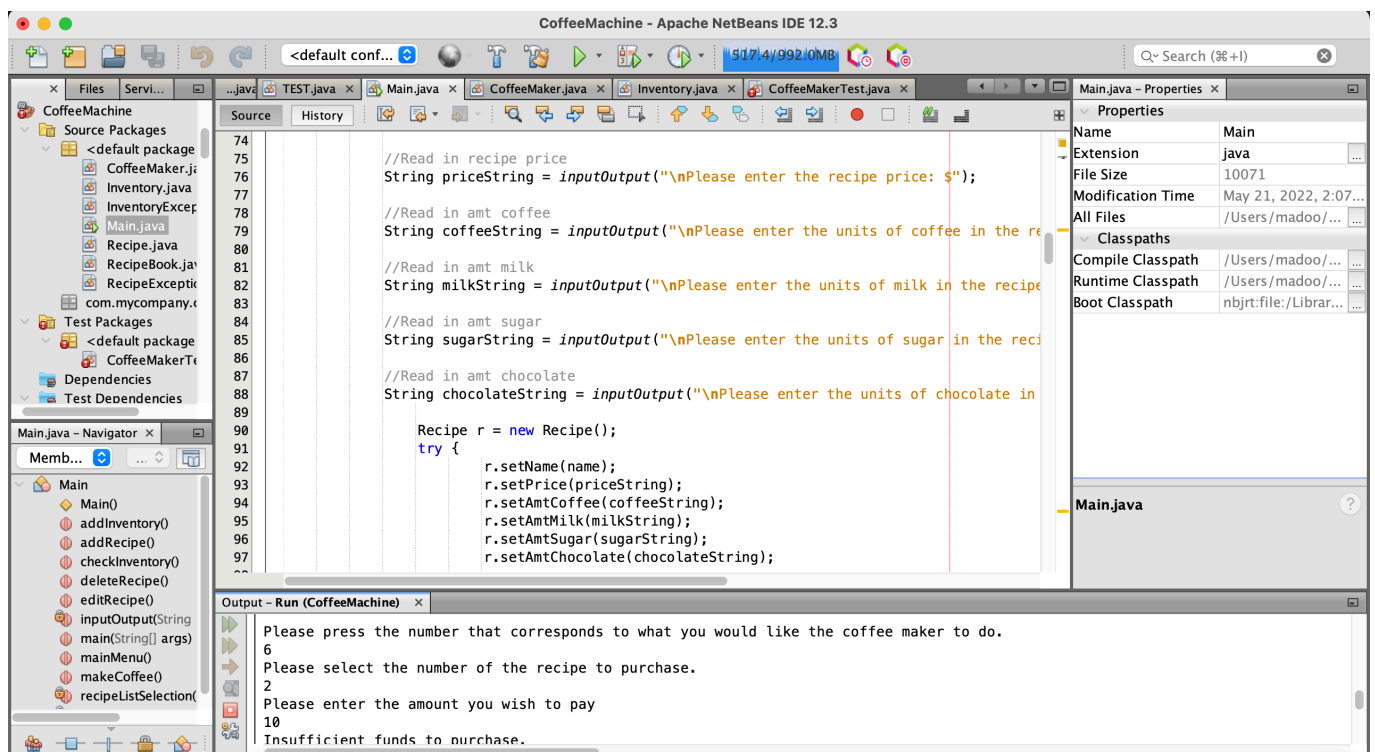 CoffeeMachine - Apache NetBeans IDE 12.3
<default conf...
517.4/992.0MB
Search (⌘+I)
Files
Servi...
CoffeeMachine
Source Packages
<default package
CoffeeMaker.ja
Inventory.java
InventoryExcep
Main.java
Recipe.java
RecipeBook.jav
RecipeExceptio
com.mycompany.c
Test Packages
<default package
CoffeeMakerTe
Dependencies
Test Dependencies
Main.java - Navigator
Memb...
...
Main
Main()
addInventory()
addRecipe()
checkInventory()
deleteRecipe()
editRecipe()
inputOutput(String
main(String[] args)
mainMenu()
makeCoffee()
recipeListSelection(
...java
TEST.java
Main.java
CoffeeMaker.java
Inventory.java
CoffeeMakerTest.java
Source
History
74
75 //Read in recipe price
76 String priceString = inputOutput("\nPlease enter the recipe price: $");
77
78 //Read in amt coffee
79 String coffeeString = inputOutput("\nPlease enter the units of coffee in the re
80
81 //Read in amt milk
82 String milkString = inputOutput("\nPlease enter the units of milk in the recipe
83
84 //Read in amt sugar
85 String sugarString = inputOutput("\nPlease enter the units of sugar in the reci
86
87 //Read in amt chocolate
88 String chocolateString = inputOutput("\nPlease enter the units of chocolate in
89
90 Recipe r = new Recipe();
91 try {
92 r.setName(name);
93 r.setPrice(priceString);
94 r.setAmtCoffee(coffeeString);
95 r.setAmtMilk(milkString);
96 r.setAmtSugar(sugarString);
97 r.setAmtChocolate(chocolateString);
Output - Run (CoffeeMachine)
Please press the number that corresponds to what you would like the coffee maker to do.
6
Please select the number of the recipe to purchase.
2
Please enter the amount you wish to pay
10
Insufficient funds to purchase.
Main.java - Properties
Properties
Name Main
Extension java ...
File Size 10071
Modification Time May 21, 2022, 2:07...
All Files /Users/madoo/... ...
Classpaths
Compile Classpath /Users/madoo/... ...
Runtime Classpath /Users/madoo/... ...
Boot Classpath nbjrt:file:/Librar... ...
Main.java
?